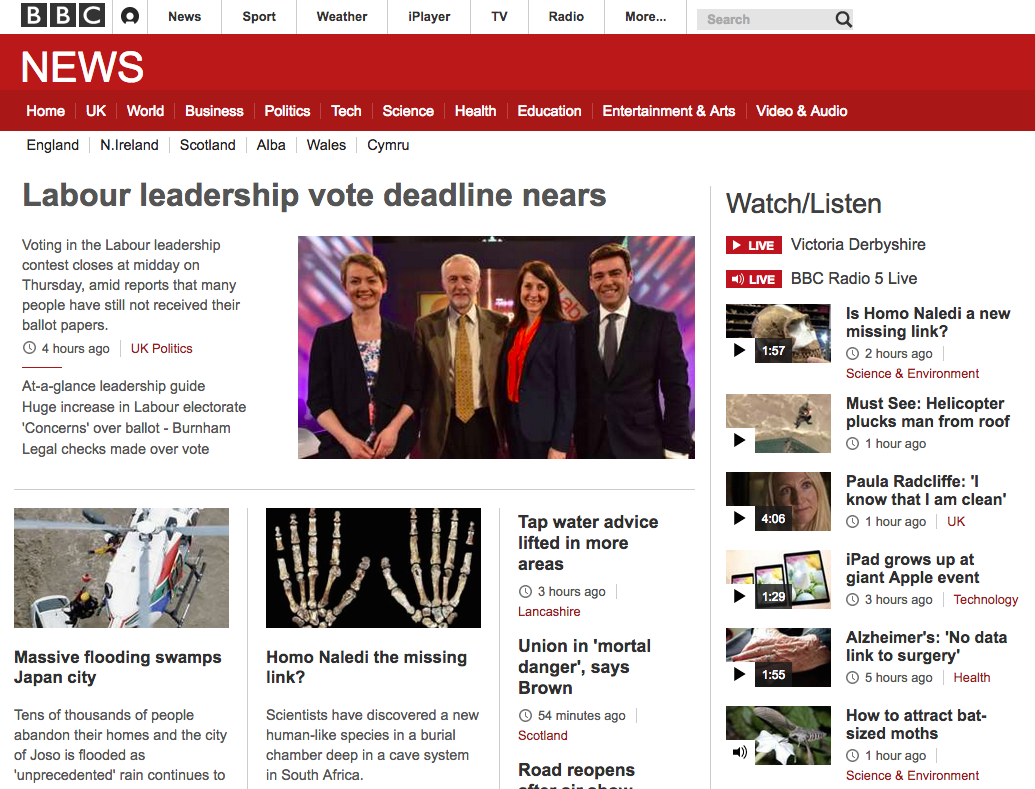 BBC
News
Sport
Weather
iPlayer
TV
Radio
More...
Search
NEWS
Home
UK
World
Business
Politics
Tech
Science
Health
Education
Entertainment & Arts
Video & Audio
England
N.Ireland
Scotland
Alba
Wales
Cymru
Labour leadership vote deadline nears
Voting in the Labour leadership
contest closes at midday on
Thursday, amid reports that many
people have still not received their
ballot papers.
4 hours ago
UK Politics
At-a-glance leadership guide
Huge increase in Labour electorate
'Concerns' over ballot - Burnham
Legal checks made over vote
Massive flooding swamps
Japan city
Tens of thousands of people
abandon their homes and the city
of Joso is flooded as
'unprecedented' rain continues to
Homo Naledi the missing
link?
Scientists have discovered a new
human-like species in a burial
chamber deep in a cave system
in South Africa.
Tap water advice
lifted in more
areas
3 hours ago
Lancashire
Union in 'mortal
danger', says
Brown
54 minutes ago
Scotland
Road reopens
after air show
Watch/Listen
LIVE Victoria Derbyshire
LIVE BBC Radio 5 Live
1:57
Is Homo Naledi a new
missing link?
2 hours ago
Science & Environment
Must See: Helicopter
plucks man from roof
1 hour ago
4:06
Paula Radcliffe: 'I
know that I am clean'
1 hour ago
UK
1:29
iPad grows up at
giant Apple event
3 hours ago
Technology
1:55
Alzheimer's: 'No data
link to surgery'
5 hours ago
Health
How to attract bat-
sized moths
1 hour ago
Science & Environment